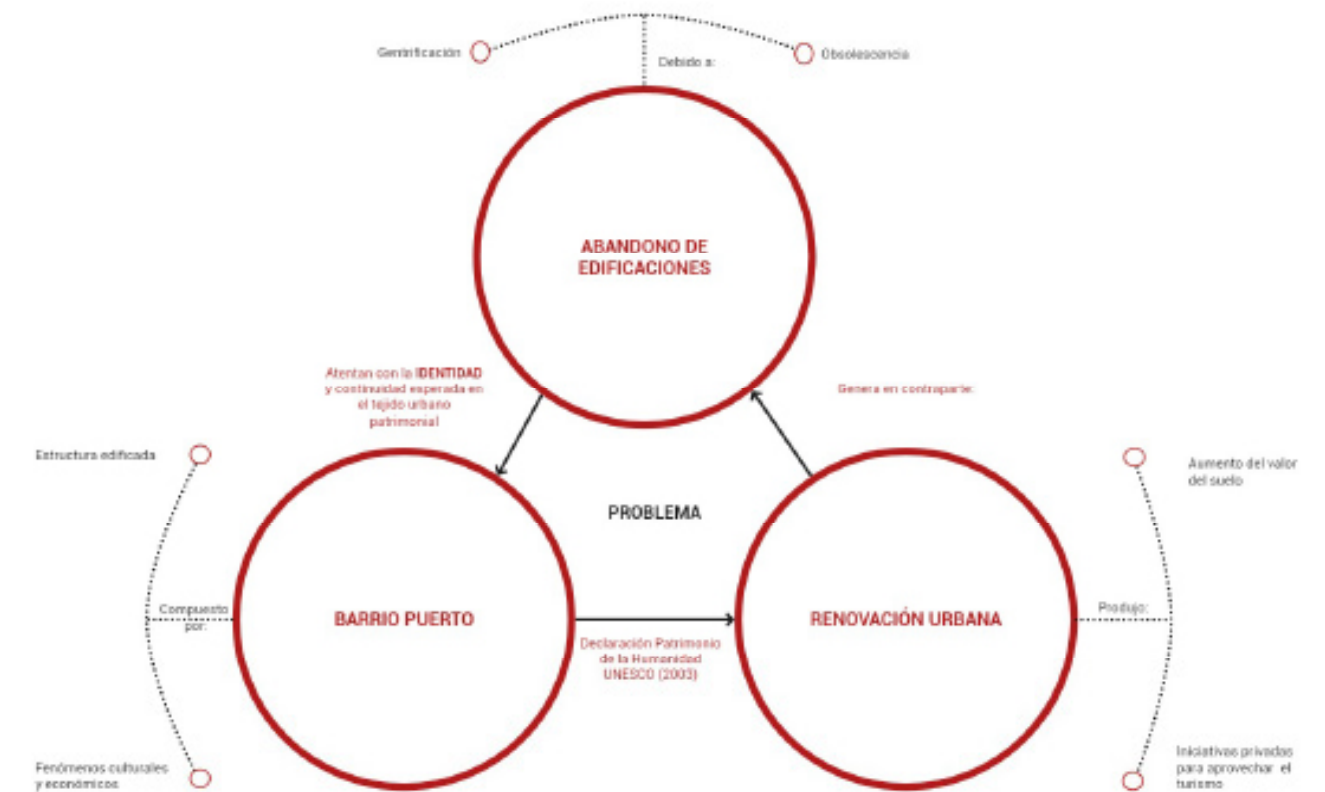 Gentrificación
Debido a:
Obsolescencia
ABANDONO DE
EDIFICACIONES
Atentan con la IDENTIDAD
y continuidad esperada en
el tejido urbano
patrimonial
Genera en contraparte:
Estructura edificada
Aumento del valor
del suelo
PROBLEMA
Compuesto
por:
BARRIO PUERTO
RENOVACIÓN URBANA
Produjo:
Declaración Patrimonio
de la Humanidad
UNESCO (2003)
Fenómenos culturales
y económicos
Iniciativas privadas
para aprovechar el
turismo